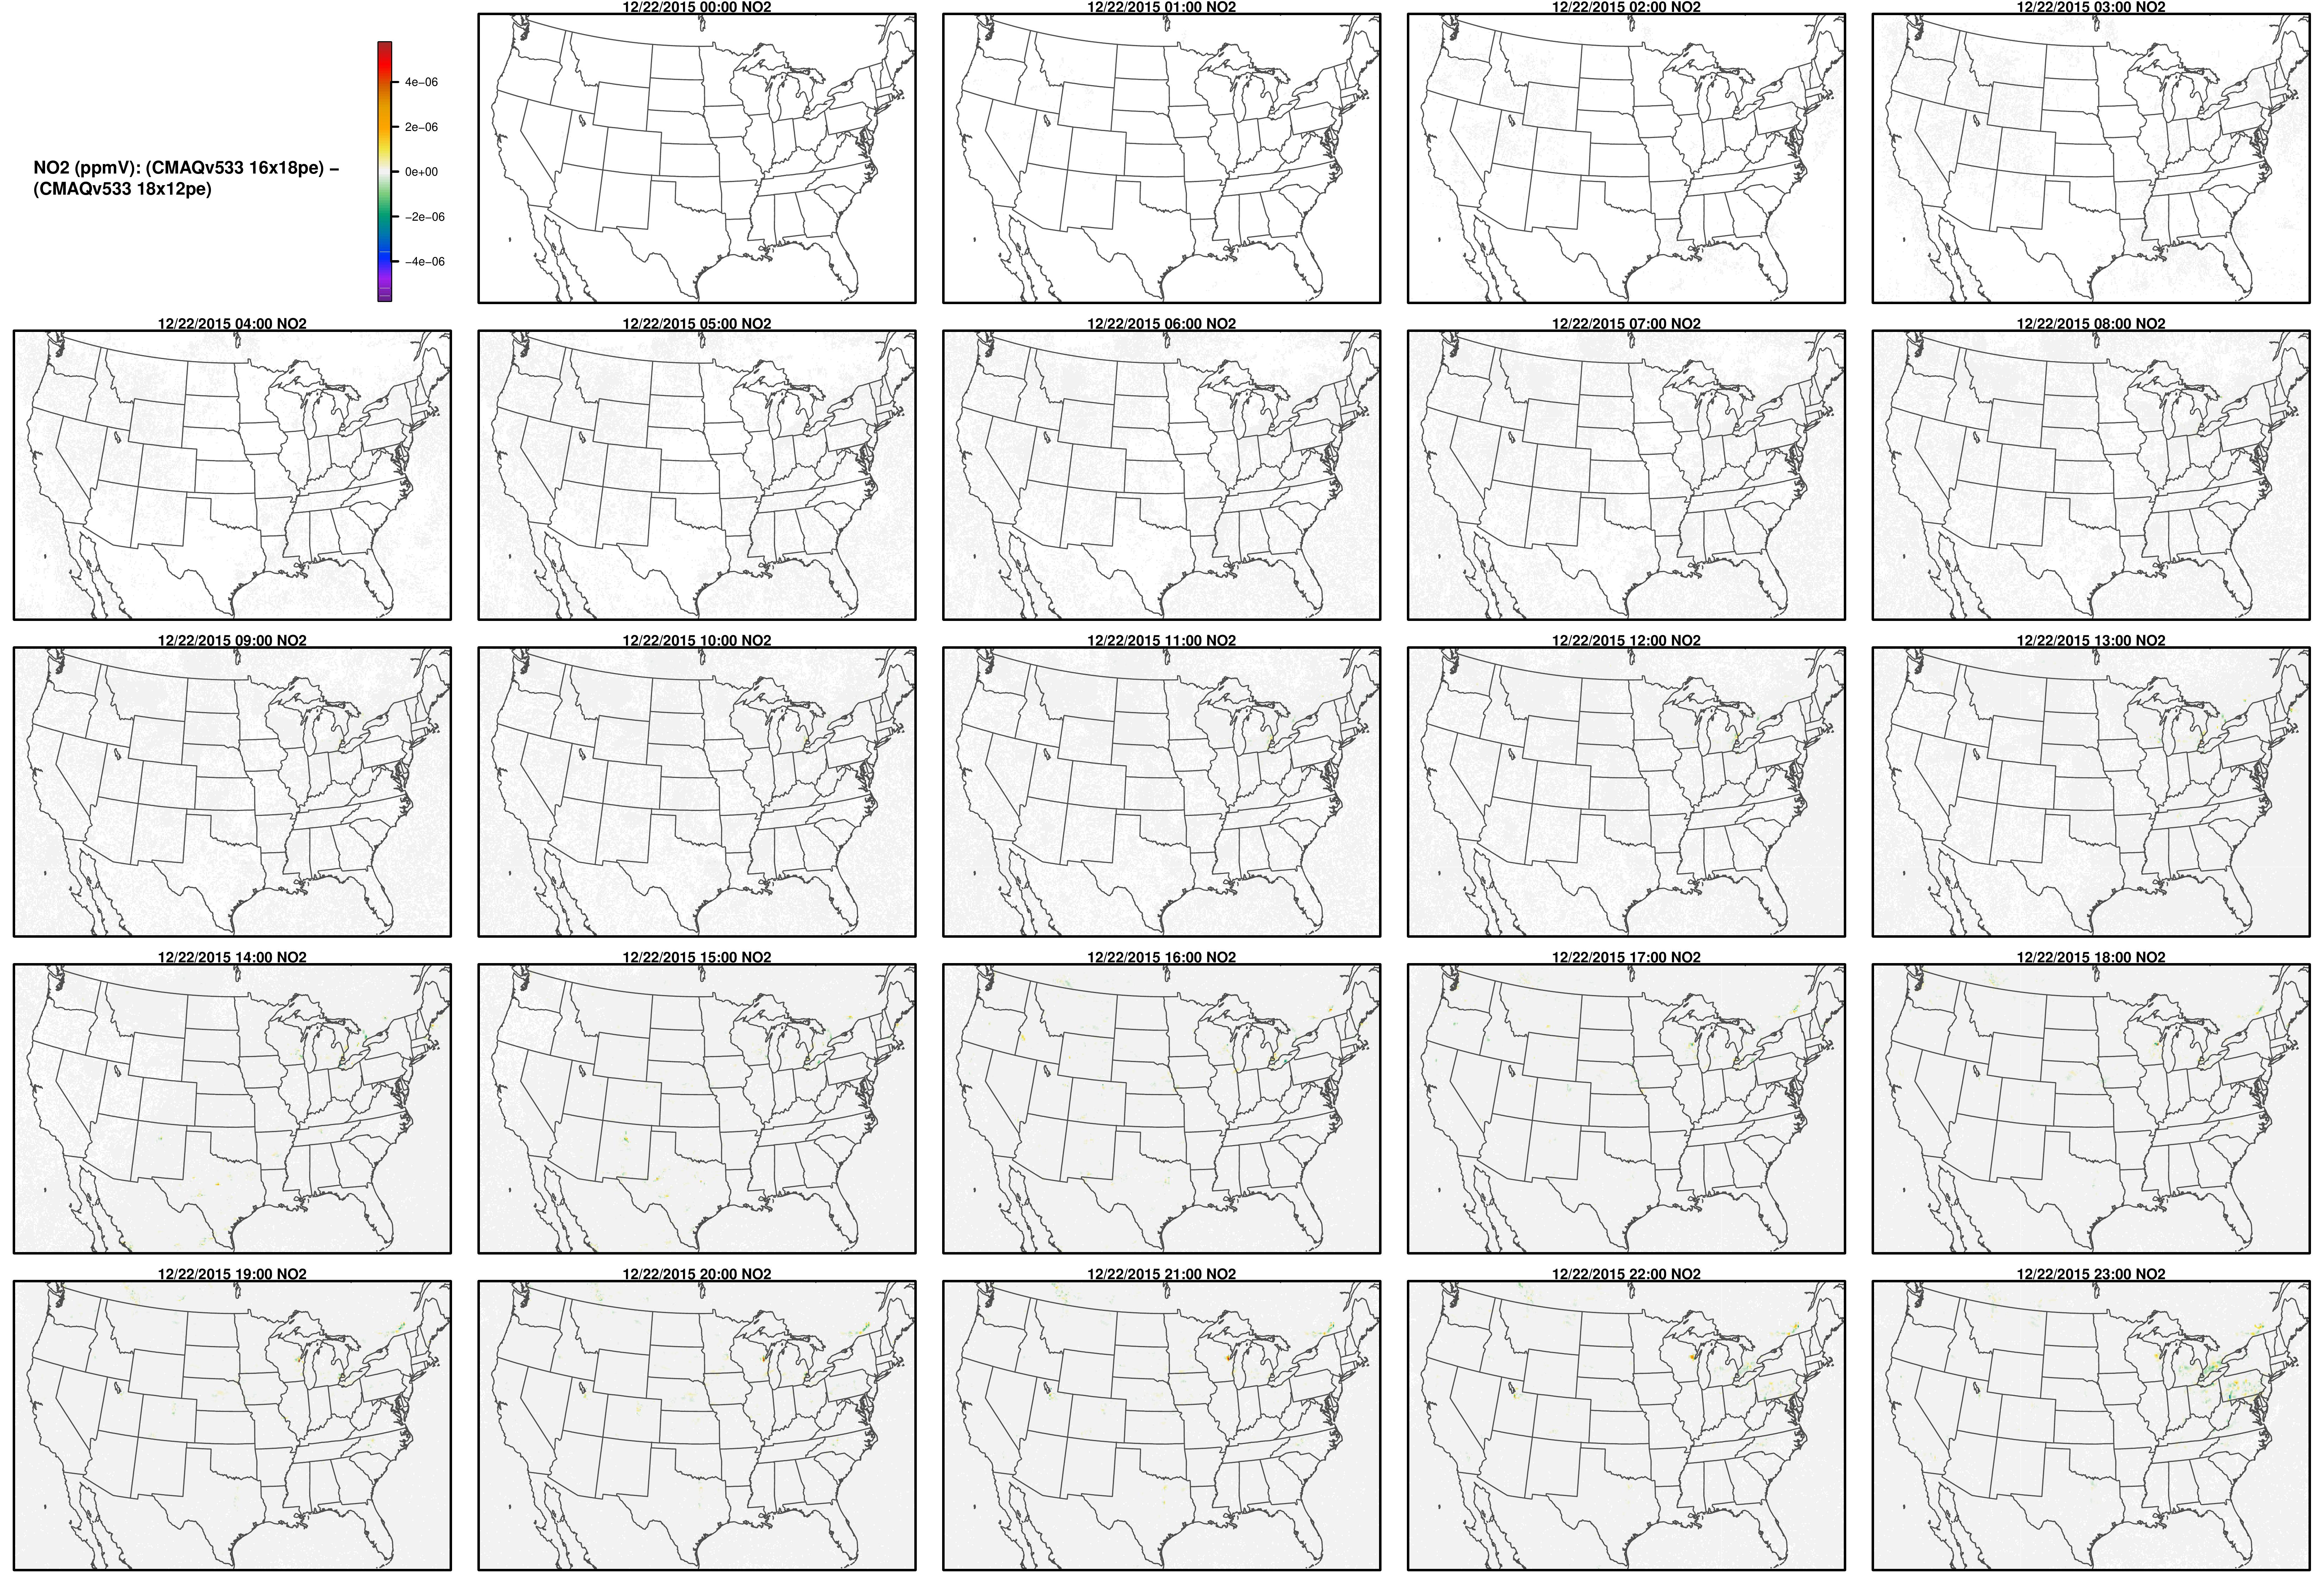 12/22/2015 00:00 NO2
12/22/2015 01:00 NO2
12/22/2015 02:00 NO2
12/22/2015 03:00 NO2
4e−06
2e−06
0e+00
−2e−06
−4e−06
NO2 (ppmV): (CMAQv533 16x18pe) −
(CMAQv533 18x12pe)
12/22/2015 04:00 NO2
12/22/2015 05:00 NO2
12/22/2015 06:00 NO2
12/22/2015 07:00 NO2
12/22/2015 08:00 NO2
12/22/2015 09:00 NO2
12/22/2015 10:00 NO2
12/22/2015 11:00 NO2
12/22/2015 12:00 NO2
12/22/2015 13:00 NO2
12/22/2015 14:00 NO2
12/22/2015 15:00 NO2
12/22/2015 16:00 NO2
12/22/2015 17:00 NO2
12/22/2015 18:00 NO2
12/22/2015 19:00 NO2
12/22/2015 20:00 NO2
12/22/2015 21:00 NO2
12/22/2015 22:00 NO2
12/22/2015 23:00 NO2